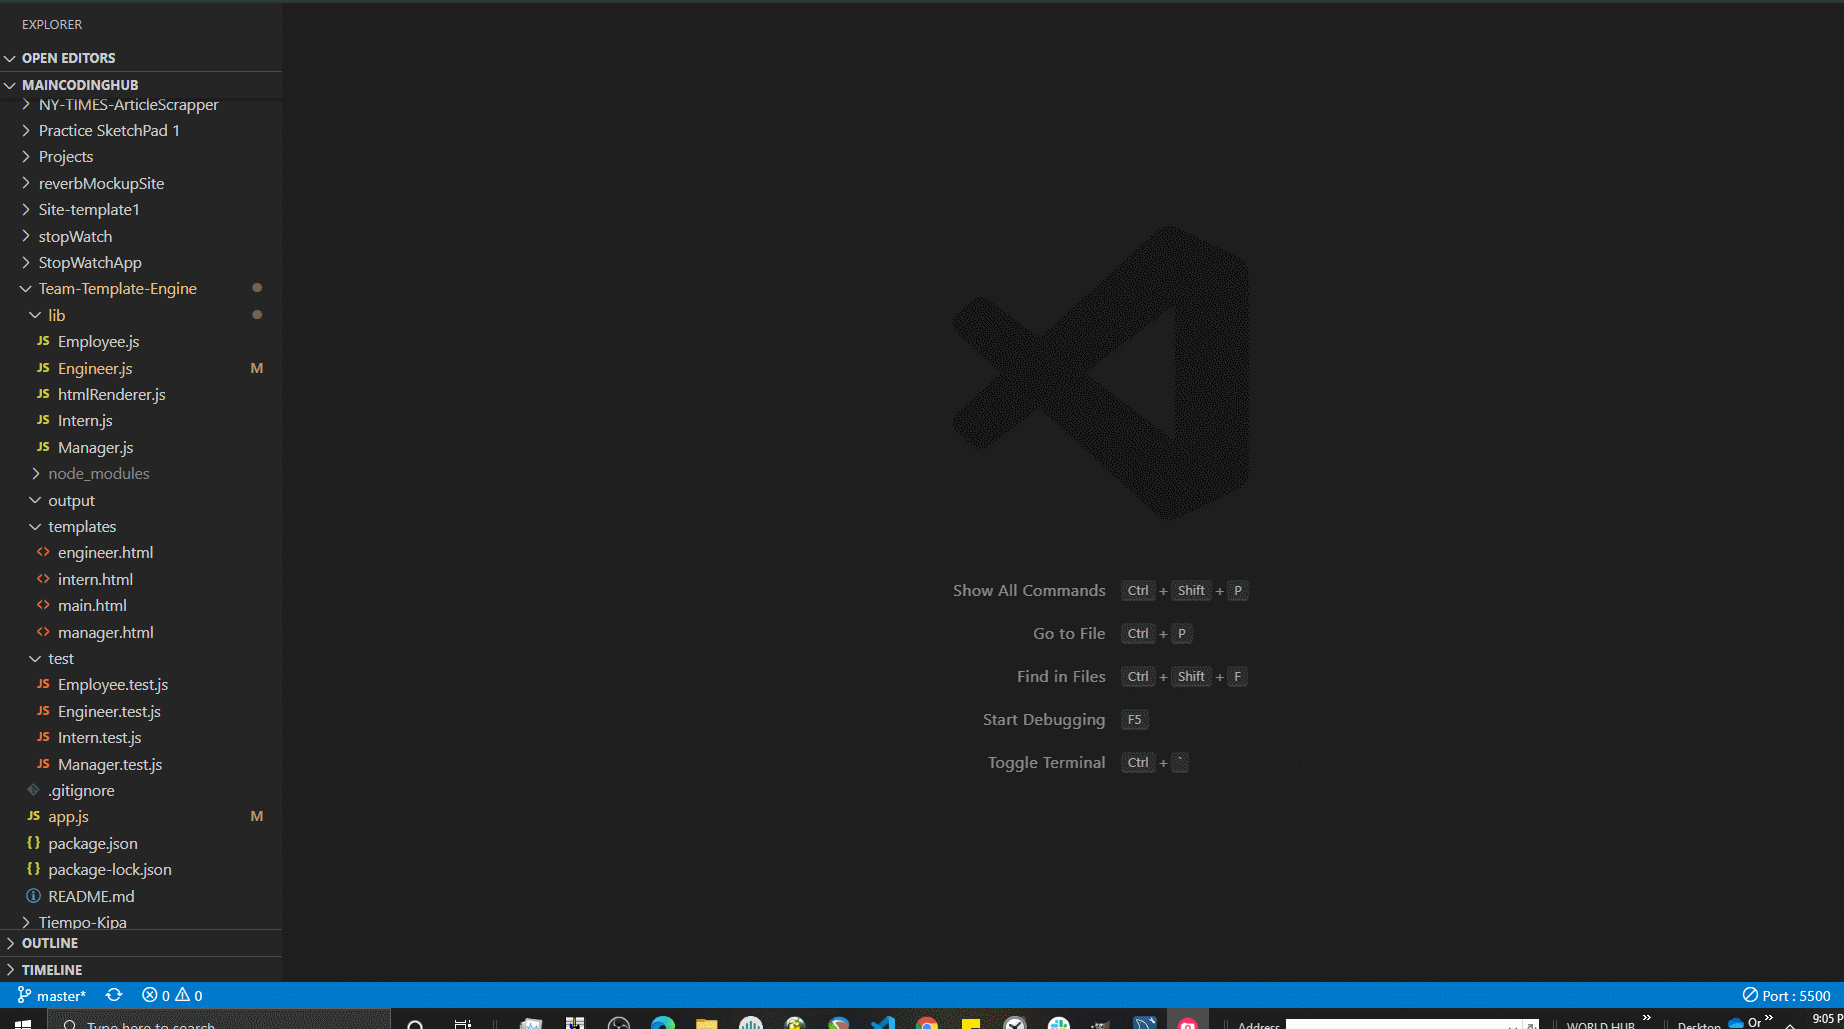 EXPLORER
OPEN EDITORS
MAINCODINGHUB
NY-TIMES-ArticleScrapper
Practice SketchPad 1
Projects
reverbMockupSite
Site-template1
stopWatch
StopWatchApp
Team-Template-Engine
lib
JS Employee.js
JS Engineer.js M
JS htmlRenderer.js
JS Intern.js
JS Manager.js
node_modules
output
templates
<> engineer.html
<> intern.html
<> main.html
<> manager.html
test
JS Employee.test.js
JS Engineer.test.js
JS Intern.test.js
JS Manager.test.js
.gitignore
JS app.js M
{} package.json
{} package-lock.json
README.md
Tiempo-Kipa
OUTLINE
TIMELINE
Show All Commands Ctrl + Shift + P
Go to File Ctrl + P
Find in Files Ctrl + Shift + F
Start Debugging F5
Toggle Terminal Ctrl + `
master* 0 0 Port : 5500
Type here to search Address WORLD HUB » Desktop Or » 9:05 P